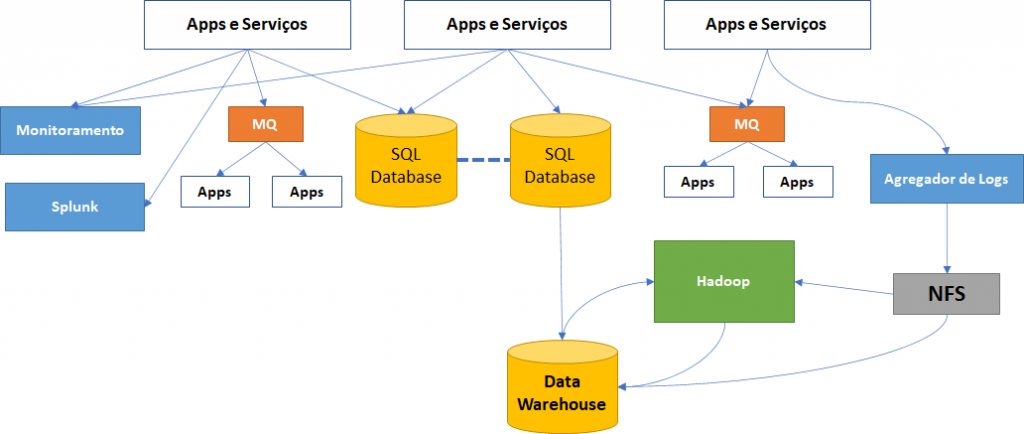 Apps e Serviços
Apps e Serviços
Apps e Serviços
Monitoramento
MQ
SQL
Database
SQL
Database
MQ
Splunk
Apps
Apps
Apps
Apps
Agregador de Logs
Hadoop
NFS
Data
Warehouse